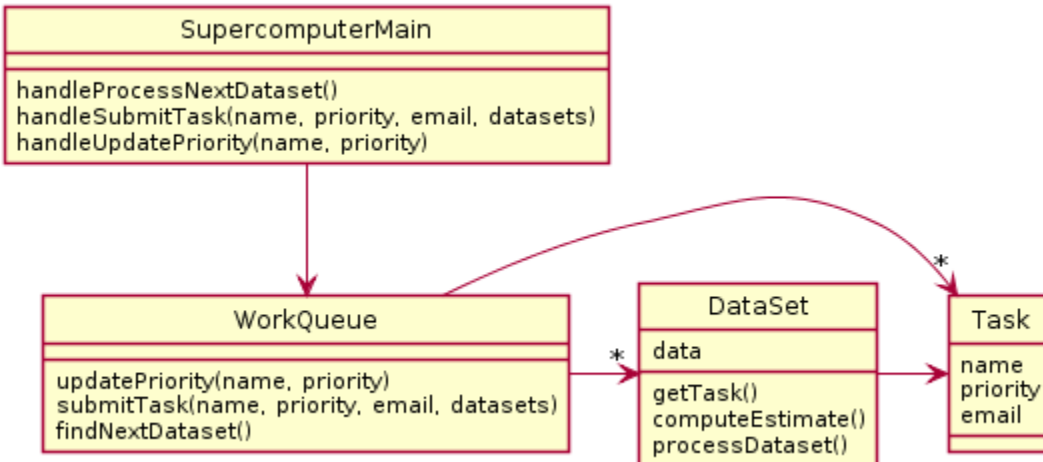 SupercomputerMain
handleProcessNextDataset()
handleSubmitTask(name, priority, email, datasets)
handleUpdatePriority(name, priority)
*
WorkQueue
updatePriority(name, priority)
submitTask(name, priority, email, datasets)
findNextDataset()
*
DataSet
data
getTask()
computeEstimate()
processDataset()
Task
name
priority
email